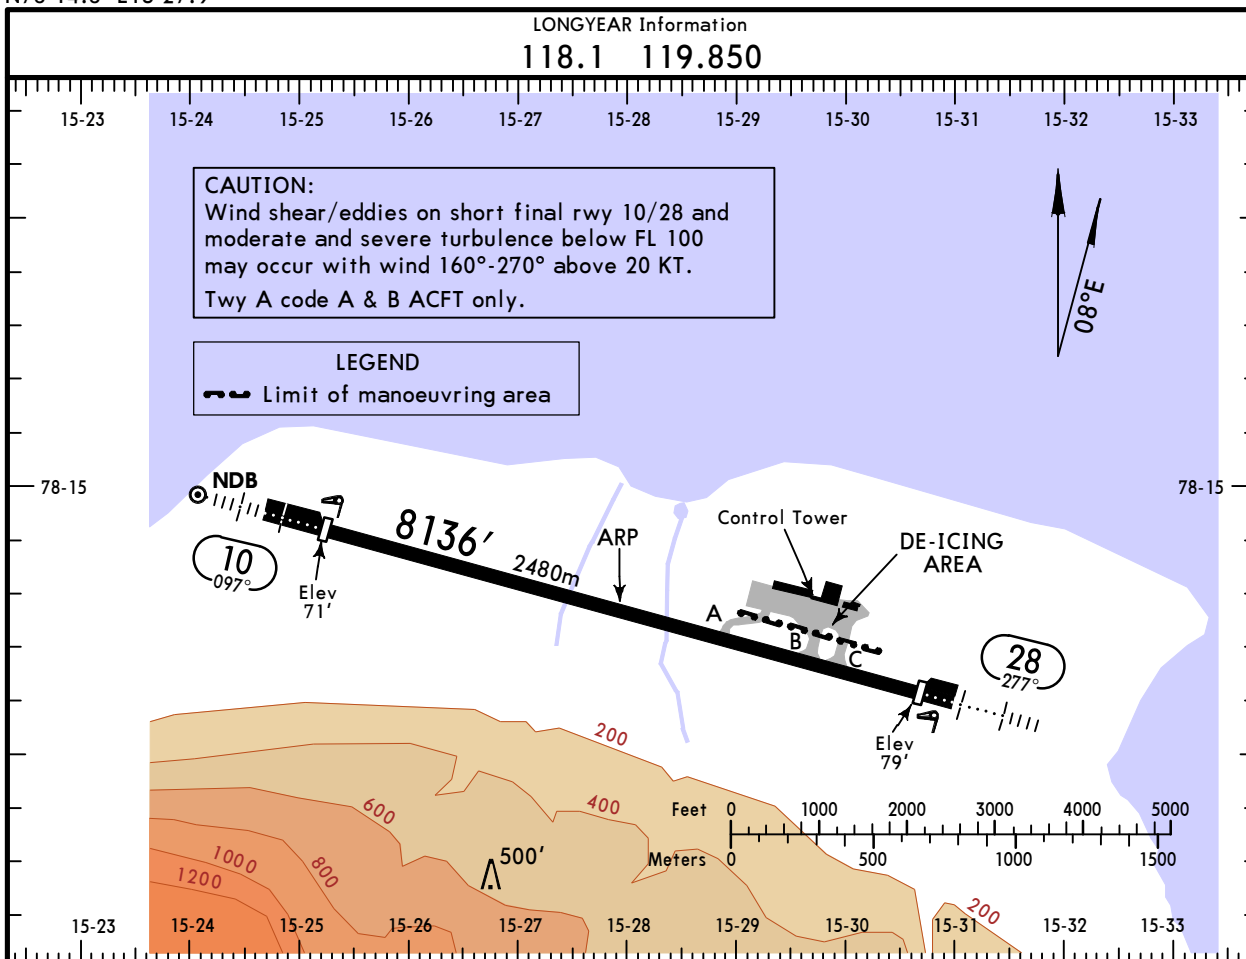 LONGYEAR Information
118.1 119.850
15-23 15-24 15-25 15-26 15-27 15-28 15-29 15-30 15-31 15-32 15-33
CAUTION:
Wind shear/eddies on short final rwy 10/28 and
moderate and severe turbulence below FL 100
may occur with wind 160°-270° above 20 KT.
Twy A code A & B ACFT only.
08°E
LEGEND
Limit of manoeuvring area
78-15 78-15
NDB
8136'
2480m
ARP
Control Tower
DE-ICING
AREA
10
097°
Elev
71'
A
B
C
28
277°
Elev
79'
200
400
600
800
1000
1200
500'
200
Feet 0 1000 2000 3000 4000 5000
Meters 0 500 1000 1500
15-23 15-24 15-25 15-26 15-27 15-28 15-29 15-30 15-31 15-32 15-33